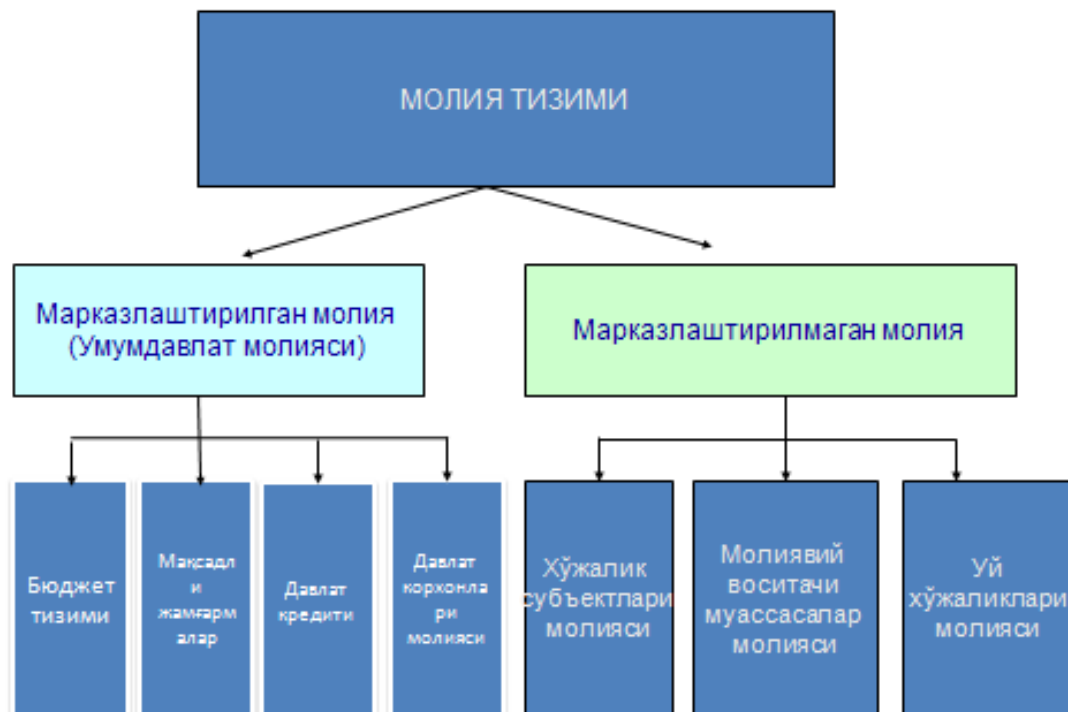 МОЛИЯ ТИЗИМИ
Марказлаштирилган молия
(Умумдавлат молияси)
Марказлаштирилмаган молия
Бюджет
тизими
Мақсадл
и
жамғарм
алар
Давлат
кредити
Давлат
корхонла
ри
молияси
Хўжалик
субъектлари
молияси
Молиявий
воситачи
муассасалар
молияси
Уй
хўжаликлари
молияси